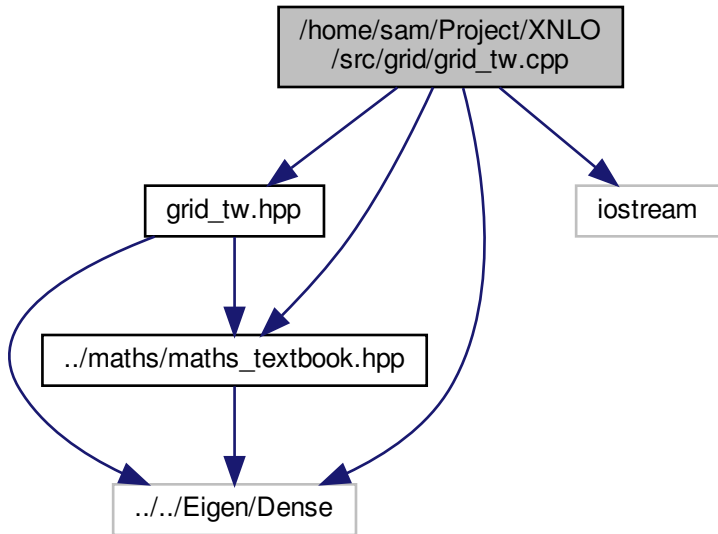 /home/sam/Project/XNLO
/src/grid/grid_tw.cpp
grid_tw.hpp
iostream
../maths/maths_textbook.hpp
../../Eigen/Dense